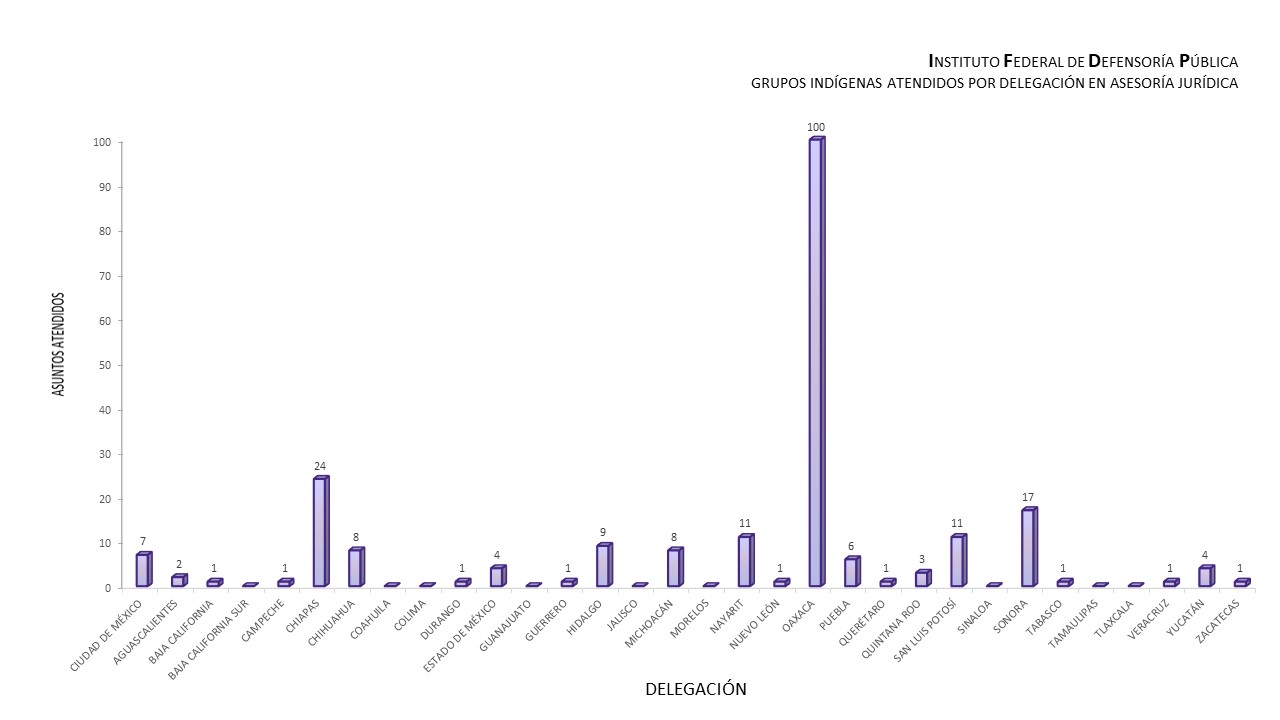 INSTITUTO FEDERAL DE DEFENSORÍA PÚBLICA
GRUPOS INDÍGENAS ATENDIDOS POR DELEGACIÓN EN ASESORÍA JURÍDICA
ASUNTOS ATENDIDOS
100
90
80
70
60
50
40
30
20
10
0
7
2
1
1
24
8
1
4
1
9
8
11
1
100
6
1
3
11
17
1
1
4
1
CIUDAD DE MÉXICO
AGUASCALIENTES
BAJA CALIFORNIA
BAJA CALIFORNIA SUR
CAMPECHE
CHIAPAS
CHIHUAHUA
COAHUILA
COLIMA
DURANGO
ESTADO DE MÉXICO
GUANAJUATO
GUERRERO
HIDALGO
JALISCO
MICHOACÁN
MORELOS
NAYARIT
NUEVO LEÓN
OAXACA
PUEBLA
QUERÉTARO
QUINTANA ROO
SAN LUIS POTOSÍ
SINALOA
SONORA
TABASCO
TAMAULIPAS
TLAXCALA
VERACRUZ
YUCATÁN
ZACATECAS
DELEGACIÓN